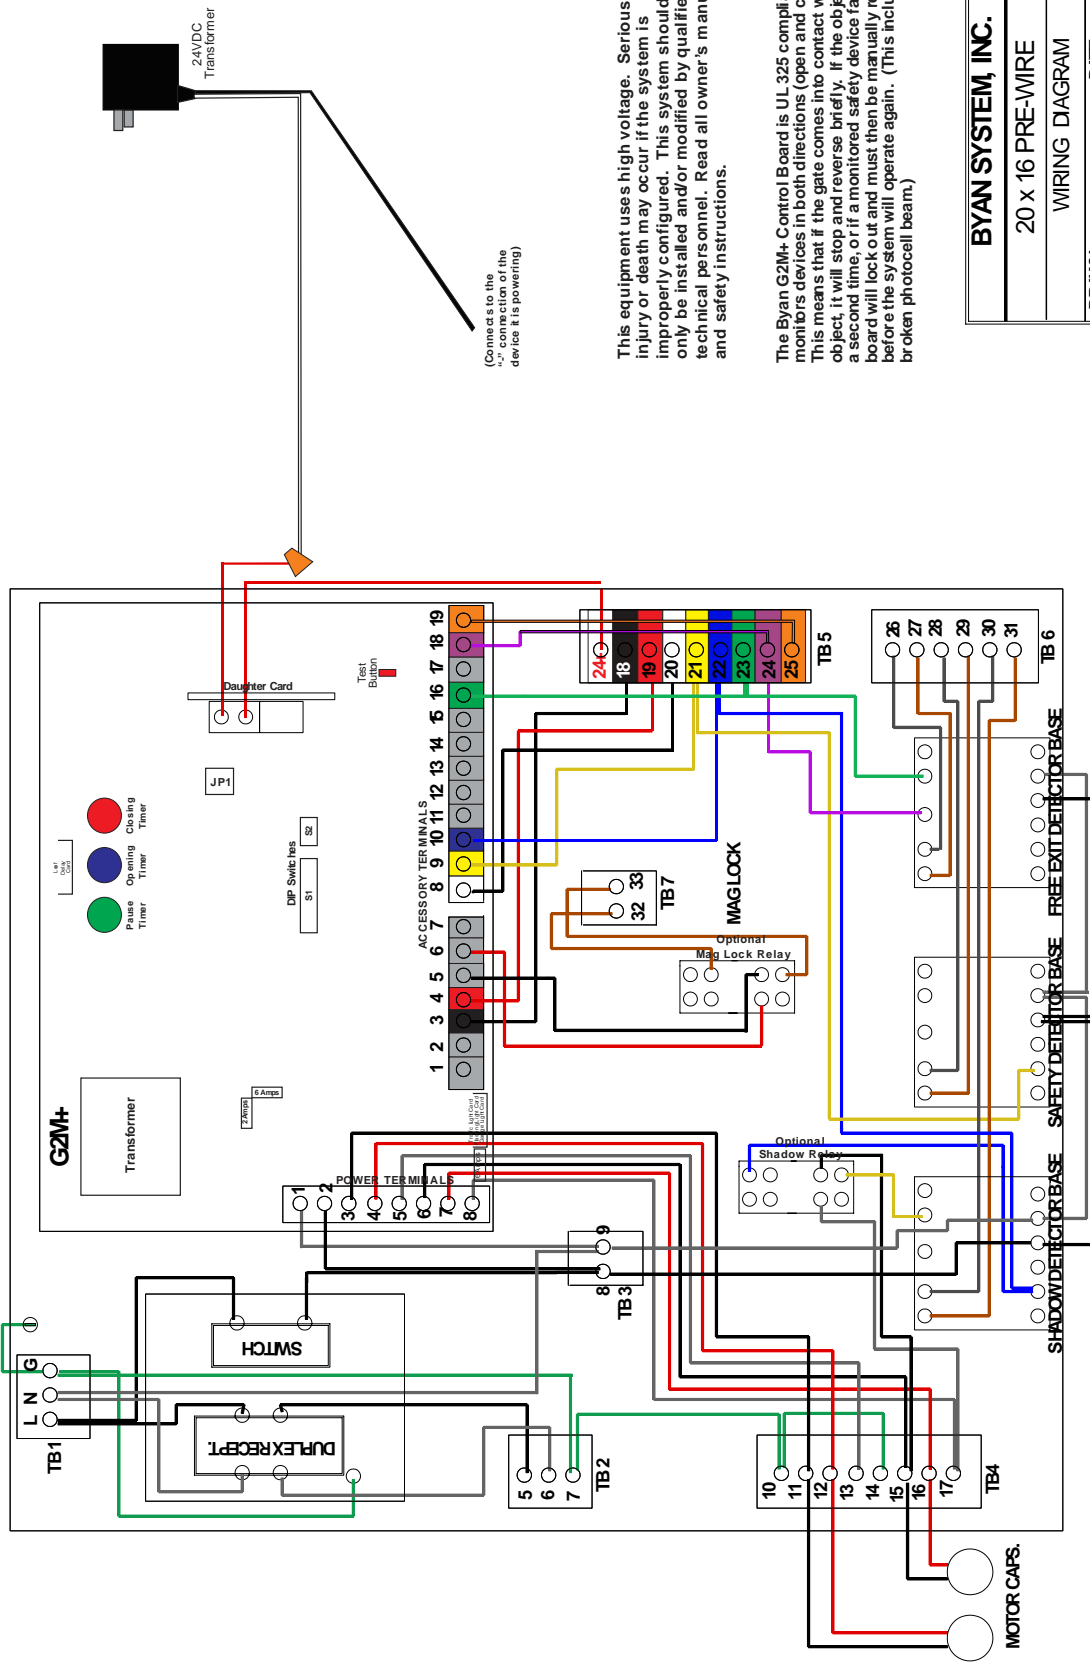 24VDC
Transformer
(Connects to the
"-" connection of the
device it is powering)
This equipment uses high voltage. Serious
injury or death may occur if the system is
improperly configured. This system should
only be installed and/or modified by qualified
technical personnel. Read all owner's
and safety instructions.
The Byan G2M+ Control Board is UL 325
monitors devices in both directions (open and
This means that if the gate comes into contact
object, it will stop and reverse briefly. If the
a second time, or if a monitored safety device
board will lock out and must then be manually
before the system will operate again. (This
broken photocell beam.)
BYAN SYSTEM, INC.
20 x 16 PRE-WIRE
WIRING DIAGRAM
G2M+
Transformer
2 Amps
6 Amps
Pause
Timer
Opening
Timer
Closing
Timer
DIP Switches
S1
S2
JP1
Daughter Card
Test
Button
ACCESSORY TERMINALS
1 2 3 4 5 6 7 8 9 10 11 12 13 14 15 16 17 18 19
POWER TERMINALS
1 2 3 4 5 6 7 8
L N G
TB1
SWITCH
DUPLEX RECEPT.
5 6 7
TB2
8 9
TB3
10 11 12 13 14 15 16 17
TB4
MOTOR CAPS.
24+ 18 19 20 21 22 23 24 25
TB5
26 27 28 29 30 31
TB6
32 33
TB7
MAG LOCK
Optional
Mag Lock Relay
Optional
Shadow Relay
SHADOW DETECTOR BASE
SAFETY DETECTOR BASE
FREE EXIT DETECTOR BASE